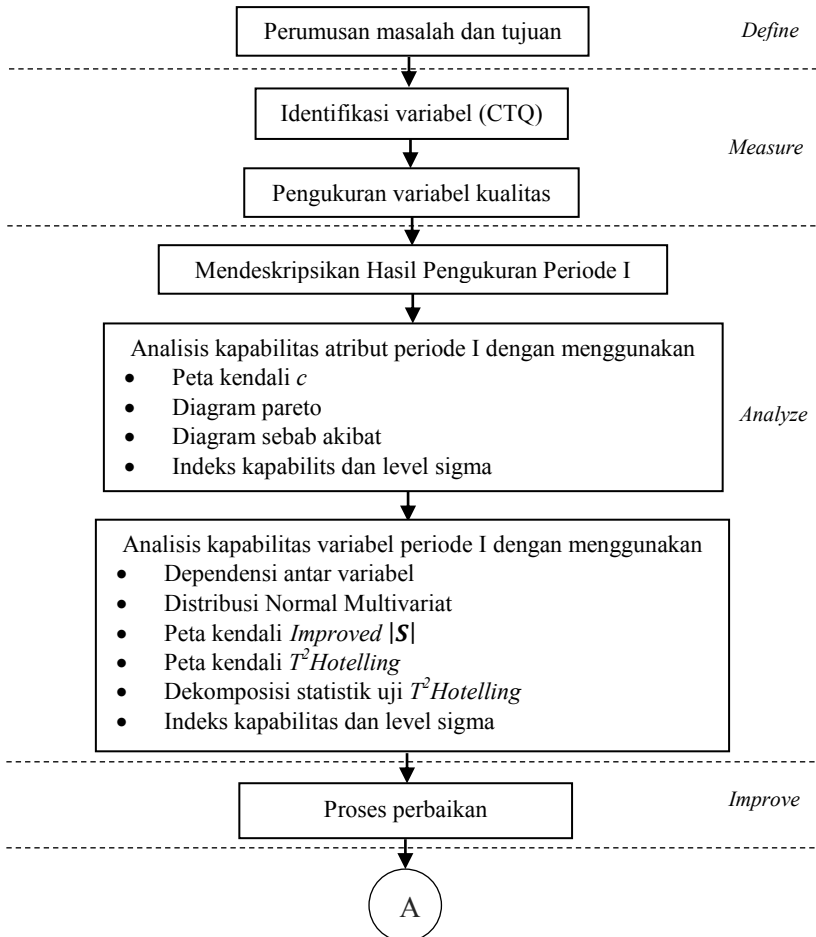 Perumusan masalah dan tujuan
Define
Identifikasi variabel (CTQ)
Measure
Pengukuran variabel kualitas
Mendeskripsikan Hasil Pengukuran Periode I
Analisis kapabilitas atribut periode I dengan menggunakan
• Peta kendali c
• Diagram pareto
• Diagram sebab akibat
• Indeks kapabilits dan level sigma
Analyze
Analisis kapabilitas variabel periode I dengan menggunakan
• Dependensi antar variabel
• Distribusi Normal Multivariat
• Peta kendali Improved |S|
• Peta kendali T²Hotelling
• Dekomposisi statistik uji T²Hotelling
• Indeks kapabilitas dan level sigma
Proses perbaikan
Improve
A